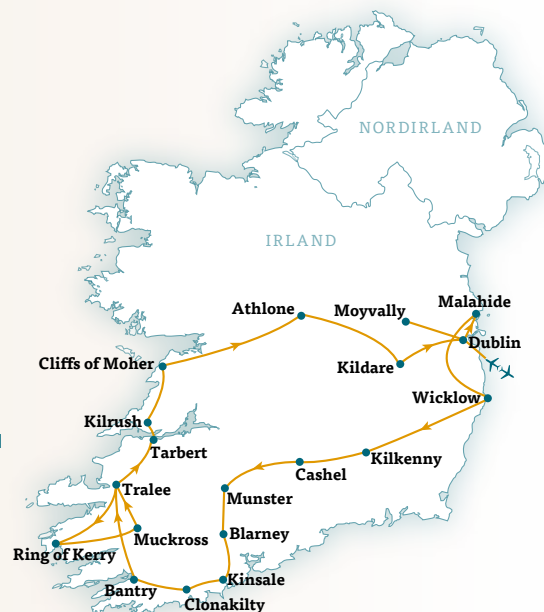 NORDIRLAND
IRLAND
Malahide
Athlone
Moyvally
Dublin
Cliffs of Moher
Kildare
Wicklow
Kilrush
Tarbert
Kilkenny
Cashel
Tralee
Munster
Muckross
Blarney
Ring of Kerry
Bantry
Kinsale
Clonakilty